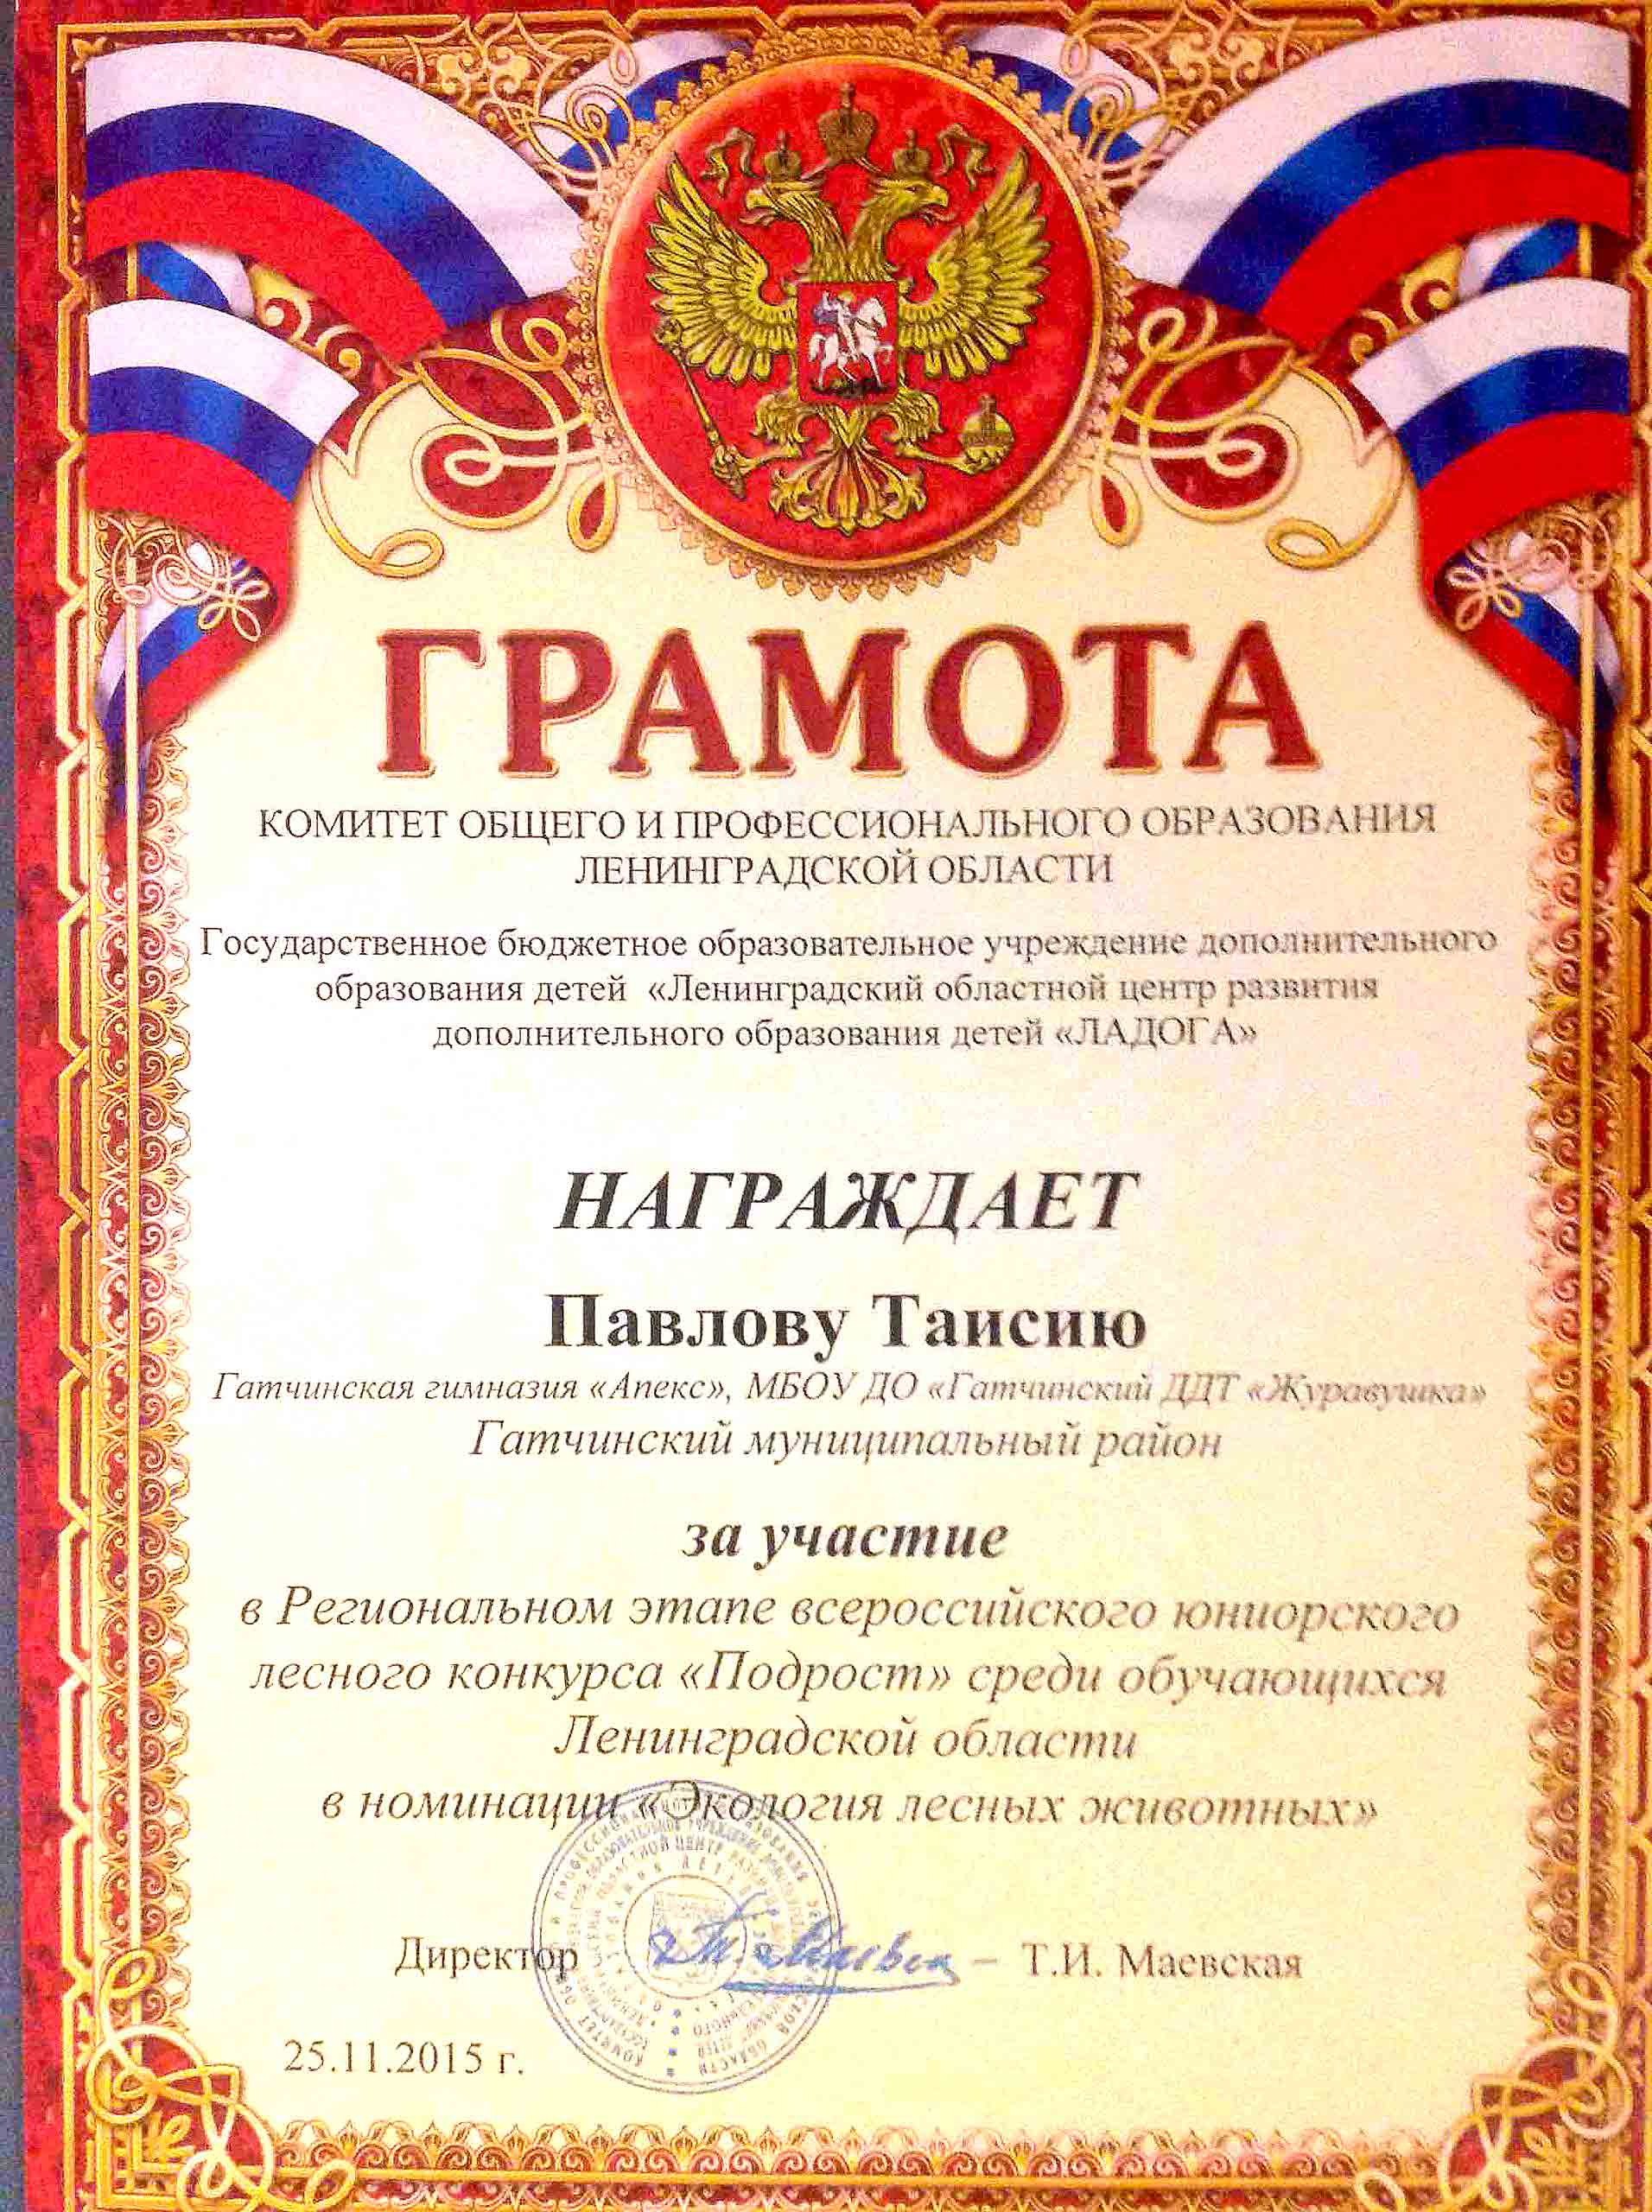 ГРАМОТА
КОМИТЕТ ОБЩЕГО И ПРОФЕССИОНАЛЬНОГО ОБРАЗОВАНИЯ
ЛЕНИНГРАДСКОЙ ОБЛАСТИ
Государственное бюджетное образовательное учреждение дополнительного
образования детей «Ленинградский областной центр развития
дополнительного образования детей «ЛАДОГА»
НАГРАЖДАЕТ
Павлову Таисию
Гатчинская гимназия «Апекс», МБОУ ДО «Гатчинский ДДТ «Журавушка»
Гатчинский муниципальный район
за участие
в Региональном этапе всероссийского юниорского
лесного конкурса «Подрост» среди обучающихся
Ленинградской области
в номинации «Экология лесных животных»
Директор – Т.И. Маевская
25.11.2015 г.